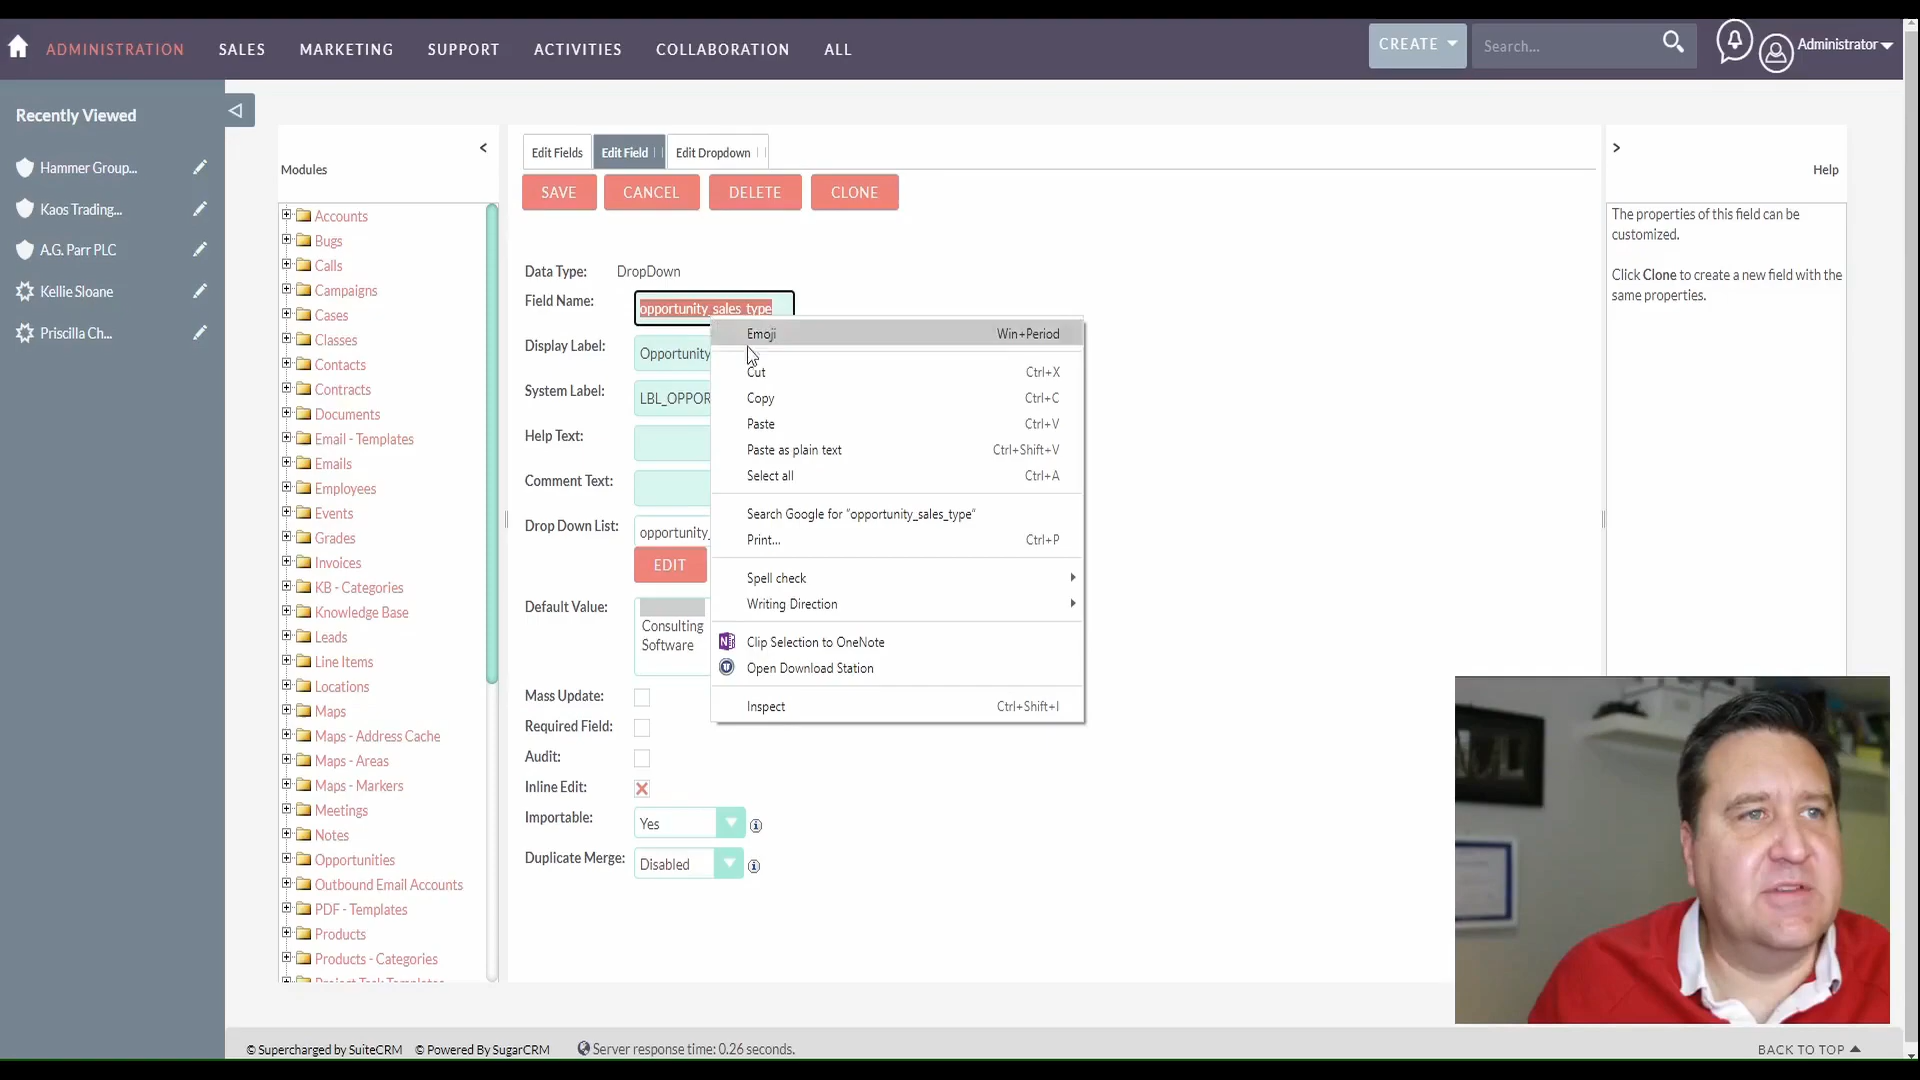 ADMINISTRATION SALES MARKETING SUPPORT ACTIVITIES COLLABORATION ALL CREATE Search... Administrator
Recently Viewed
Hammer Group...
Kaos Trading...
A.G. Parr PLC
Kellie Sloane
Priscilla Ch...
<
Modules
Accounts
Bugs
Calls
Campaigns
Cases
Classes
Contacts
Contracts
Documents
Email - Templates
Emails
Employees
Events
Grades
Invoices
KB - Categories
Knowledge Base
Leads
Line Items
Locations
Maps
Maps - Address Cache
Maps - Areas
Maps - Markers
Meetings
Notes
Opportunities
Outbound Email Accounts
PDF - Templates
Products
Products - Categories
Project Task Templates
Edit Fields Edit Field Edit Dropdown
SAVE CANCEL DELETE CLONE
Data Type: DropDown
Field Name: opportunity_sales_type
Display Label: Opportunity
System Label: LBL_OPPOR
Help Text:
Comment Text:
Drop Down List: opportunity_
EDIT
Default Value:
Consulting
Software
Mass Update:
Required Field:
Audit:
Inline Edit:
Importable: Yes
Duplicate Merge: Disabled
Emoji Win+Period
Cut Ctrl+X
Copy Ctrl+C
Paste Ctrl+V
Paste as plain text Ctrl+Shift+V
Select all Ctrl+A
Search Google for "opportunity_sales_type"
Print... Ctrl+P
Spell check
Writing Direction
Clip Selection to OneNote
Open Download Station
Inspect Ctrl+Shift+I
>
Help
The properties of this field can be
customized.
Click Clone to create a new field with the
same properties.
© Supercharged by SuiteCRM © Powered By SugarCRM Server response time: 0.26 seconds. BACK TO TOP